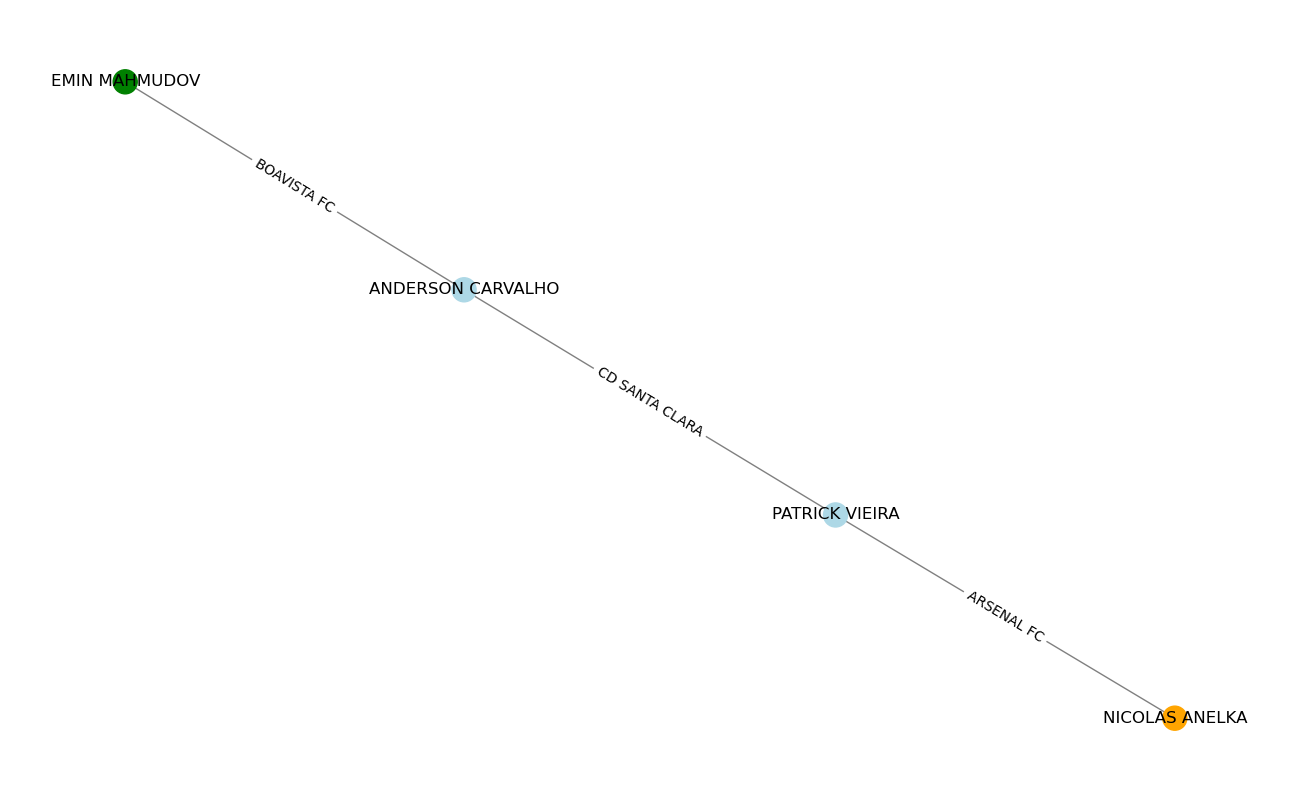 EMIN MAHMUDOV
BOAVISTA FC
ANDERSON CARVALHO
CD SANTA CLARA
PATRICK VIEIRA
ARSENAL FC
NICOLAS ANELKA